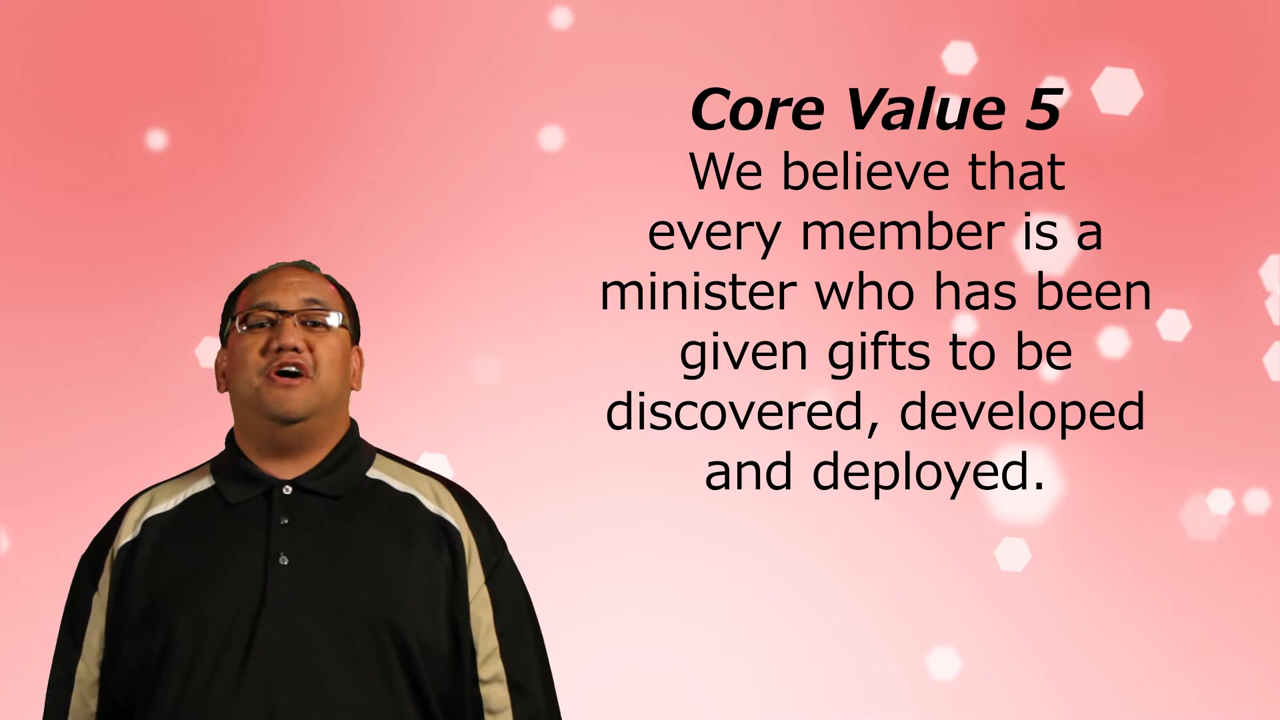 Core Value 5
We believe that
every member is a
minister who has been
given gifts to be
discovered, developed
and deployed.